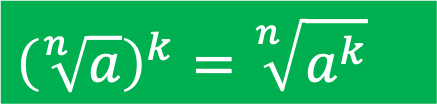 (ⁿ√a)ᵏ = ⁿ√aᵏ